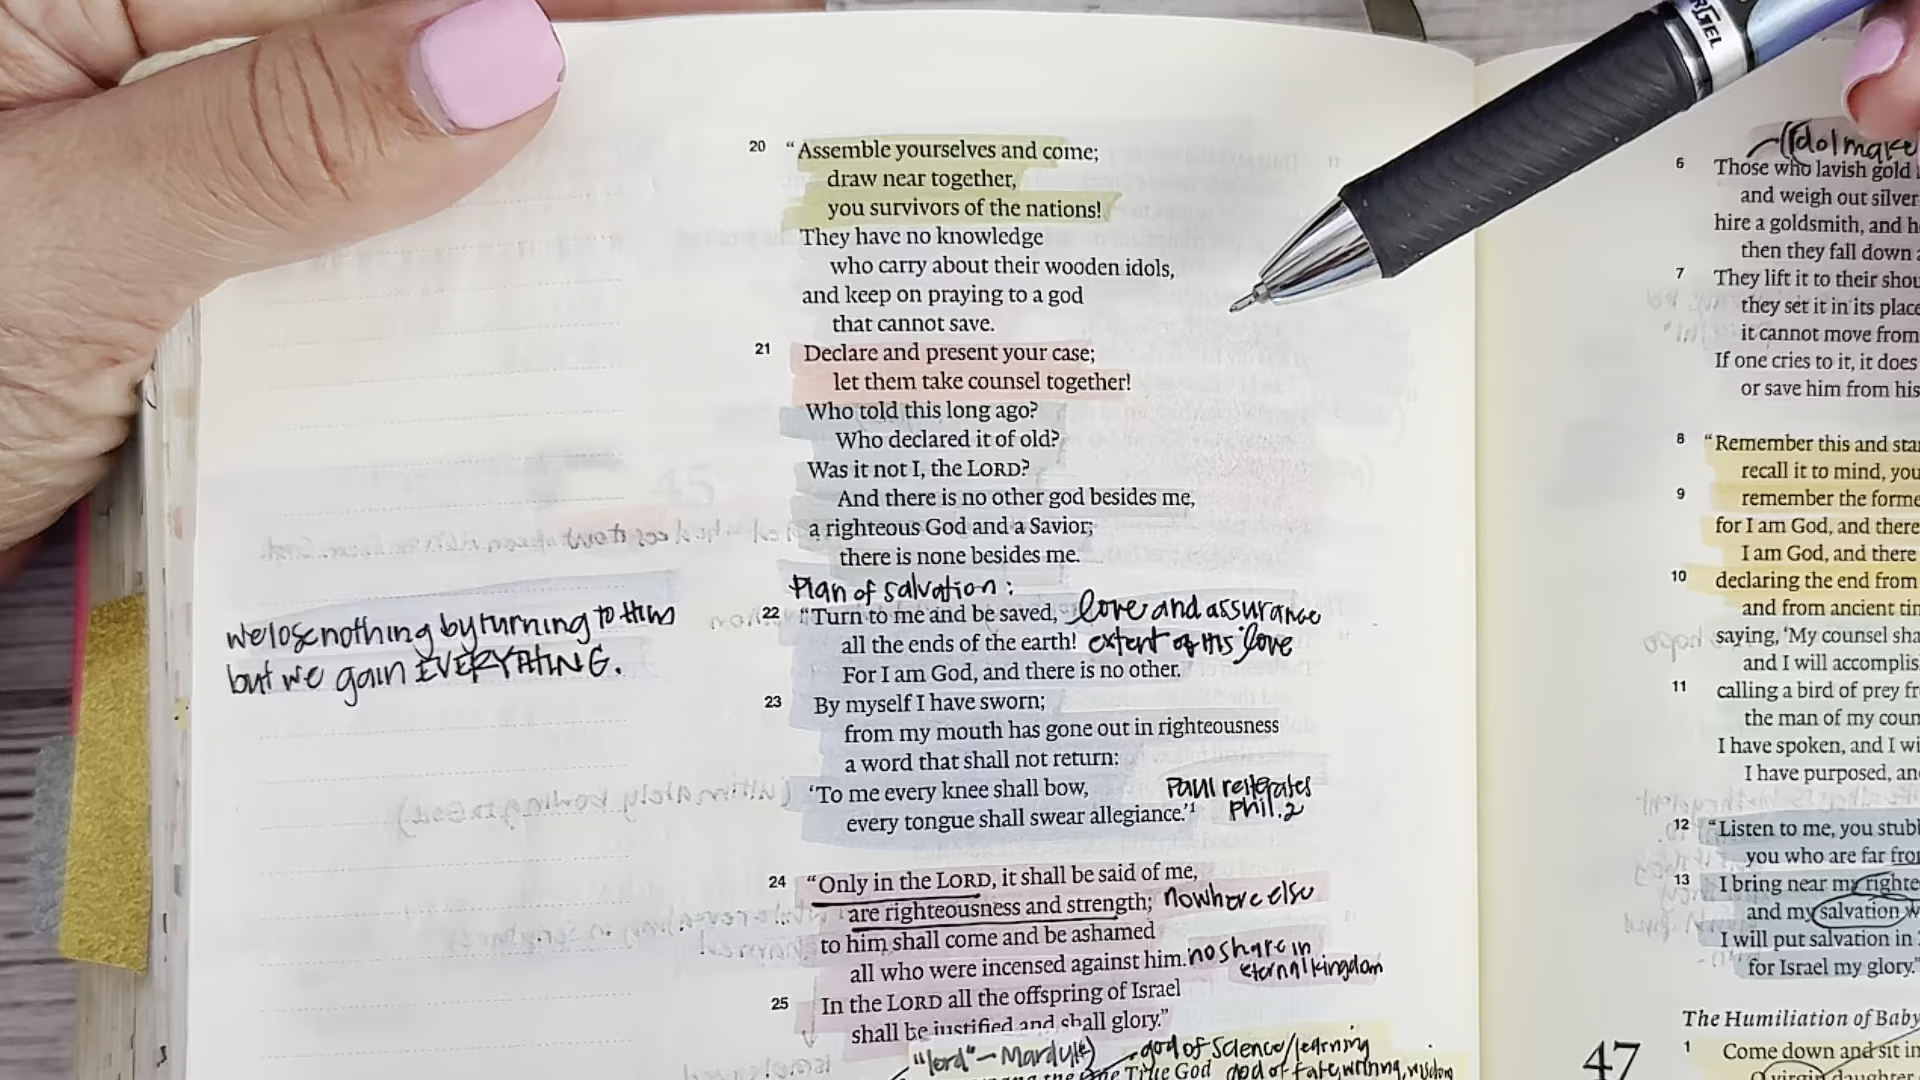 20 “Assemble yourselves and come;
draw near together,
you survivors of the nations!
They have no knowledge
who carry about their wooden idols,
and keep on praying to a god
that cannot save.
21 Declare and present your case;
let them take counsel together!
Who told this long ago?
Who declared it of old?
Was it not I, the LORD?
And there is no other god besides me,
a righteous God and a Savior;
there is none besides me.
Plan of salvation:
22 “Turn to me and be saved, love and assurance
all the ends of the earth! extent of His love
For I am God, and there is no other.
we lose nothing by turning to Him
but we gain EVERYTHING.
23 By myself I have sworn;
from my mouth has gone out in righteousness
a word that shall not return:
‘To me every knee shall bow,
every tongue shall swear allegiance.’¹
Paul reiterates
Phil. 2
24 “Only in the LORD, it shall be said of me,
are righteousness and strength; nowhere else
to him shall come and be ashamed
all who were incensed against him. no share in
eternal kingdom
25 In the LORD all the offspring of Israel
shall be justified and shall glory.”
"lord" - Marduk) god of science/learning
True God god of fate, writing, wisdom
6 Those who lavish gold
and weigh out silver
hire a goldsmith, and
then they fall down
7 They lift it to their
they set it in its place
it cannot move from
If one cries to it, it does
or save him from his
8 “Remember this and
recall it to mind, you
9 remember the
for I am God, and there
I am God, and there
10 declaring the end from
and from ancient
saying, ‘My counsel
and I will
11 calling a bird of prey
the man of my
I have spoken, and I
I have purposed,
12 “Listen to me, you
you who are far
13 I bring near my
and my salvation
I will put salvation in
for Israel my glory.”
The Humiliation of
47
1 Come down and sit in
O virgin daughter